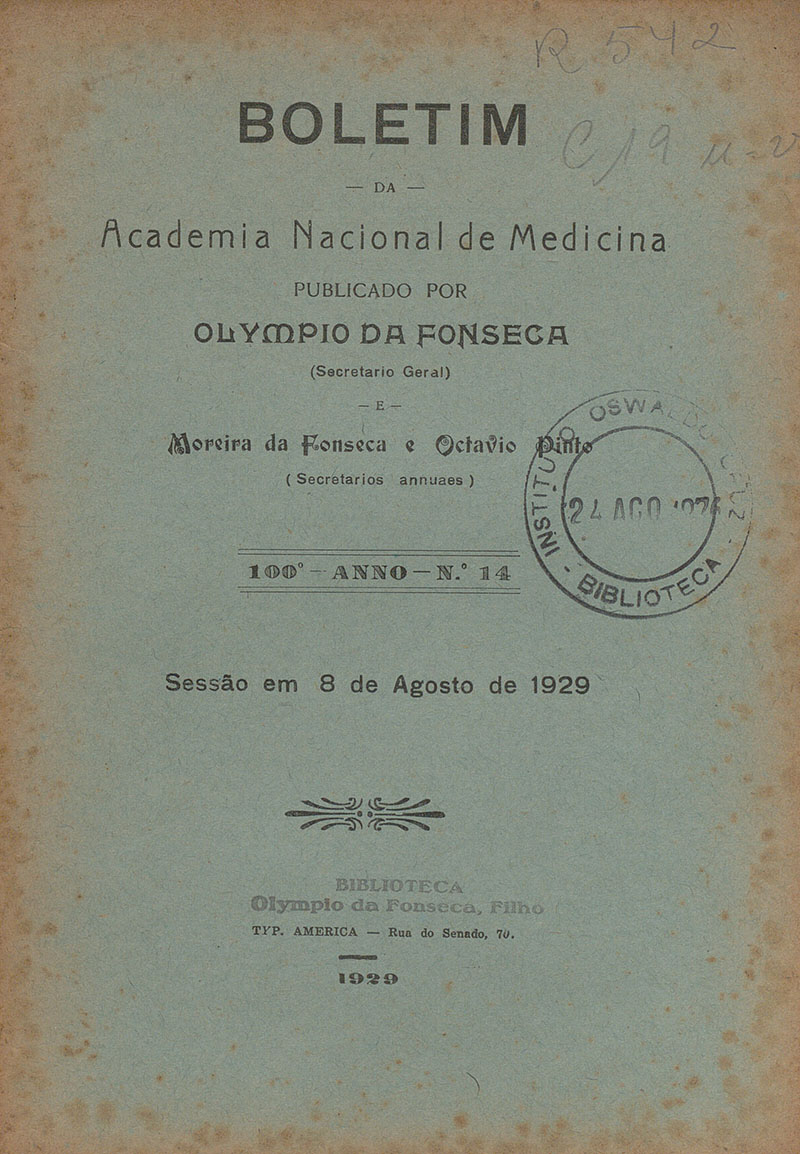 R 542
BOLETIM
C19 u-v
— DA —
Academia Nacional de Medicina
PUBLICADO POR
OLYMPIO DA FONSECA
(Secretario Geral)
— E —
Moreira da Fonseca e Octavio Pinto
(Secretarios annuaes)
INSTITUTO OSWALDO CRUZ
24 AGO
- BIBLIOTECA -
100º — ANNO — N.º 14
Sessão em 8 de Agosto de 1929
BIBLIOTECA
Olympio da Fonseca, Filho
TYP. AMERICA — Rua do Senado, 70.
1929